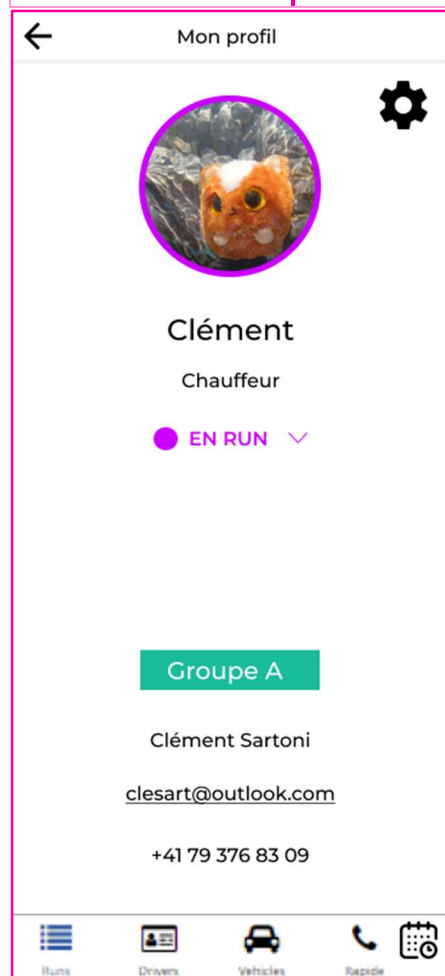 Mon profil
Clément
Chauffeur
EN RUN
Groupe A
Clément Sartoni
clesart@outlook.com
+41 79 376 83 09
Runs Drivers Vehicles Rapide